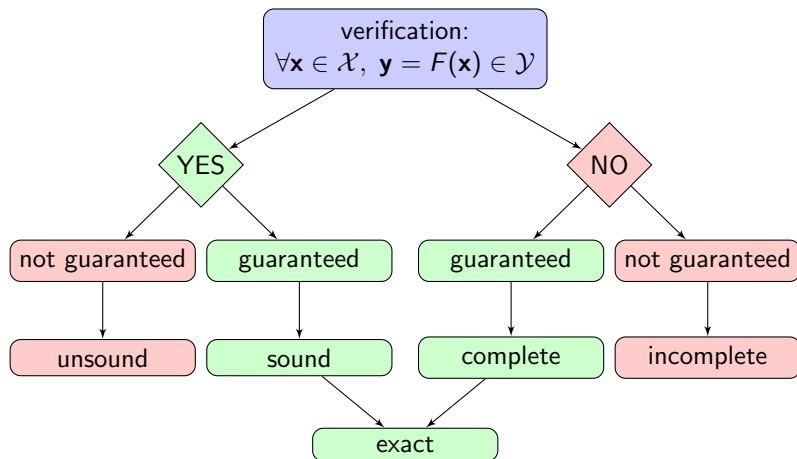 verification:
∀x ∈ 𝒳, y = F(x) ∈ 𝒴
YES
NO
not guaranteed
guaranteed
guaranteed
not guaranteed
unsound
sound
complete
incomplete
exact